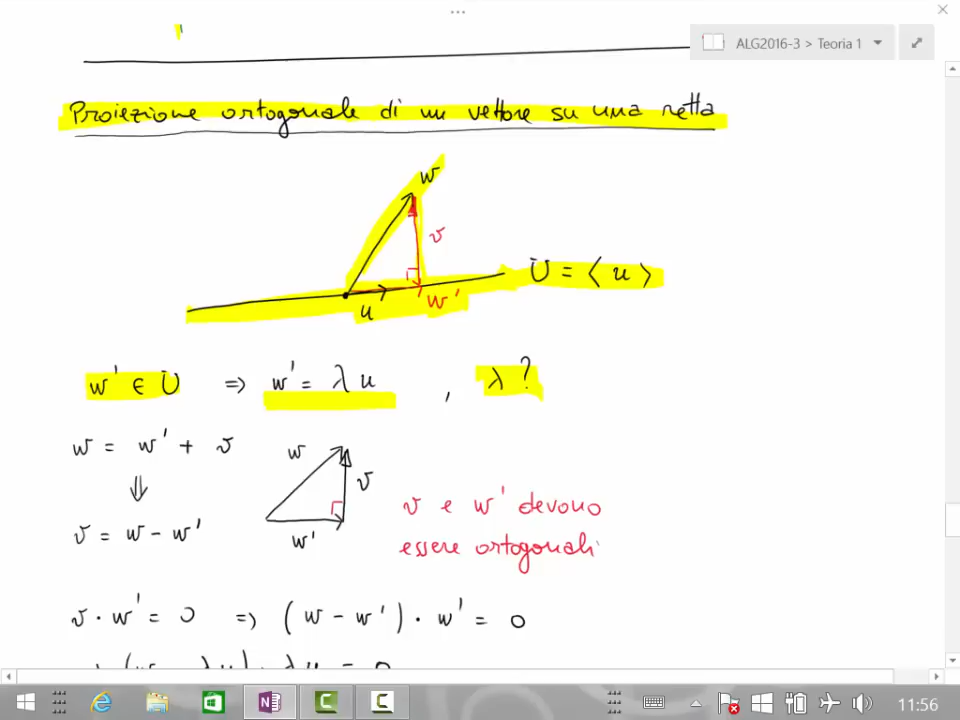 ALG2016-3 > Teoria 1
Proiezione ortogonale di un vettore su una retta
w
v
U = ⟨ u ⟩
u
w'
w' ∈ U ⇒ w' = λ u , λ ?
w = w' + v
⇓
v = w - w'
w
v
w'
v e w' devono
essere ortogonali
v · w' = 0 ⇒ ( w - w' ) · w' = 0
11:56